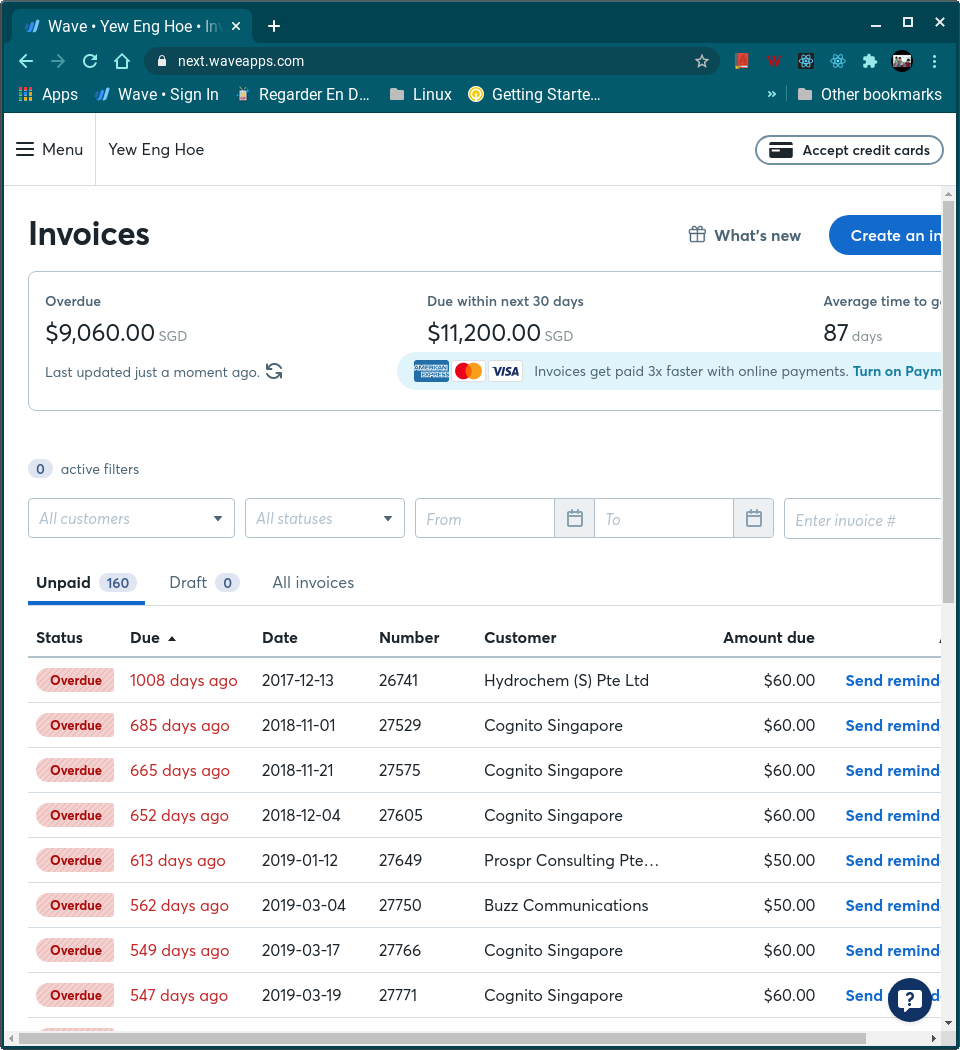 Wave • Yew Eng Hoe • Inv
next.waveapps.com
Apps Wave • Sign In Regarder En D... Linux Getting Starte... » Other bookmarks
Menu Yew Eng Hoe Accept credit cards
Invoices What's new Create an in
Overdue Due within next 30 days Average time to g
$9,060.00 SGD $11,200.00 SGD 87 days
Last updated just a moment ago. AMERICAN EXPRESS VISA Invoices get paid 3x faster with online payments. Turn on Paym
0 active filters
All customers All statuses From To Enter invoice #
Unpaid 160 Draft 0 All invoices
Status Due Date Number Customer Amount due
Overdue 1008 days ago 2017-12-13 26741 Hydrochem (S) Pte Ltd $60.00 Send remind
Overdue 685 days ago 2018-11-01 27529 Cognito Singapore $60.00 Send remind
Overdue 665 days ago 2018-11-21 27575 Cognito Singapore $60.00 Send remind
Overdue 652 days ago 2018-12-04 27605 Cognito Singapore $60.00 Send remind
Overdue 613 days ago 2019-01-12 27649 Prospr Consulting Pte... $50.00 Send remind
Overdue 562 days ago 2019-03-04 27750 Buzz Communications $50.00 Send remind
Overdue 549 days ago 2019-03-17 27766 Cognito Singapore $60.00 Send remind
Overdue 547 days ago 2019-03-19 27771 Cognito Singapore $60.00 Send